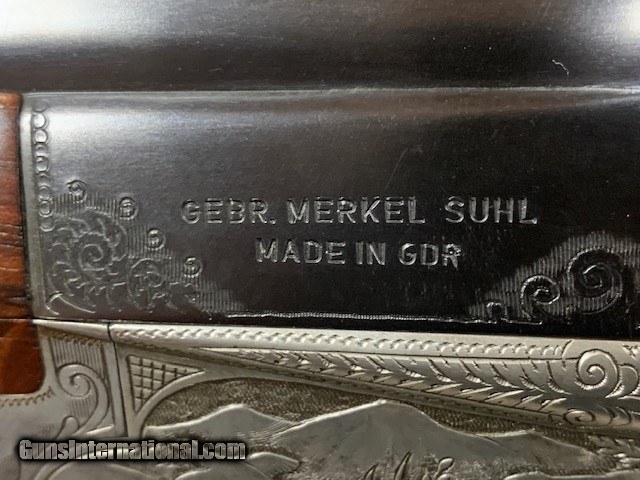 GEBR. MERKEL SUHL
MADE IN GDR
GunsInternational.com